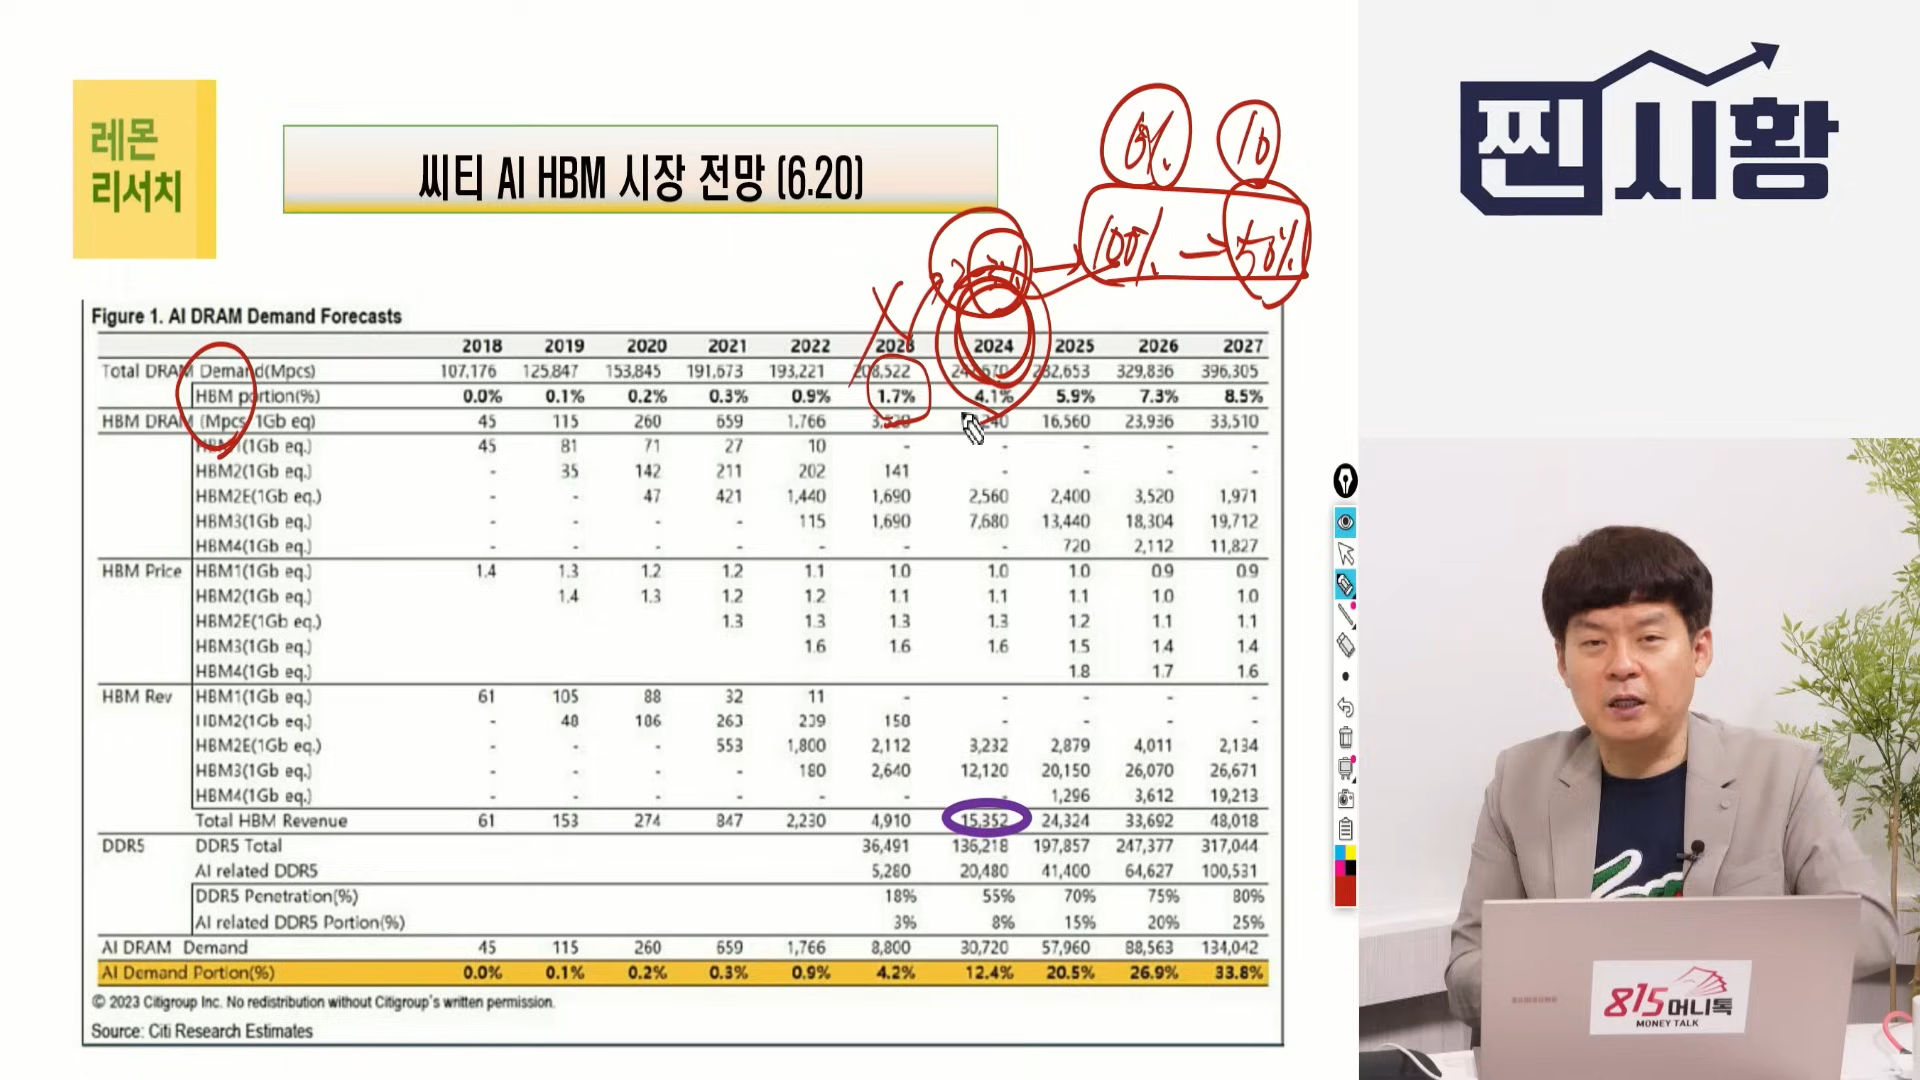 레몬
리서치
씨티 AI HBM 시장 전망 (6.20)
6%
10
100%
50%
찐시황
Figure 1. AI DRAM Demand Forecasts
2018 2019 2020 2021 2022 2023 2024 2025 2026 2027
Total DRAM Demand(Mpcs) 107,176 125,847 153,845 191,673 193,221 208,522 282,653 329,836 396,305
HBM portion(%) 0.0% 0.1% 0.2% 0.3% 0.9% 1.7% 4.1% 5.9% 7.3% 8.5%
HBM DRAM (Mpcs, 1Gb eq) 45 115 260 659 1,766 16,560 23,936 33,510
HBM1(1Gb eq.) 45 81 71 27 10 - - - - -
HBM2(1Gb eq.) - 35 142 211 202 141 - - - -
HBM2E(1Gb eq.) - - 47 421 1,440 1,690 2,560 2,400 3,520 1,971
HBM3(1Gb eq.) - - - - 115 1,690 7,680 13,440 18,304 19,712
HBM4(1Gb eq.) - - - - - - - 720 2,112 11,827
HBM Price HBM1(1Gb eq.) 1.4 1.3 1.2 1.2 1.1 1.0 1.0 1.0 0.9 0.9
HBM2(1Gb eq.) 1.4 1.3 1.2 1.2 1.1 1.1 1.1 1.0 1.0
HBM2E(1Gb eq.) 1.3 1.3 1.3 1.3 1.2 1.1 1.1
HBM3(1Gb eq.) 1.6 1.6 1.6 1.5 1.4 1.4
HBM4(1Gb eq.) 1.8 1.7 1.6
HBM Rev HBM1(1Gb eq.) 61 105 88 32 11 - - - - -
HBM2(1Gb eq.) - 48 186 263 239 150 - - - -
HBM2E(1Gb eq.) - - - 553 1,800 2,112 3,232 2,879 4,011 2,134
HBM3(1Gb eq.) - - - - 180 2,640 12,120 20,150 26,070 26,671
HBM4(1Gb eq.) - - - - - - - 1,296 3,612 19,213
Total HBM Revenue 61 153 274 847 2,230 4,910 15,352 24,324 33,692 48,018
DDR5 DDR5 Total 36,491 136,218 197,857 247,377 317,044
AI related DDR5 5,280 20,480 41,400 64,627 100,531
DDR5 Penetration(%) 18% 55% 70% 75% 80%
AI related DDR5 Portion(%) 3% 8% 15% 20% 25%
AI DRAM Demand 45 115 260 659 1,766 8,800 30,720 57,960 88,563 134,042
AI Demand Portion(%) 0.0% 0.1% 0.2% 0.3% 0.9% 4.2% 12.4% 20.5% 26.9% 33.8%
© 2023 Citigroup Inc. No redistribution without Citigroup's written permission.
Source: Citi Research Estimates
SAMSUNG
815머니톡
MONEY TALK